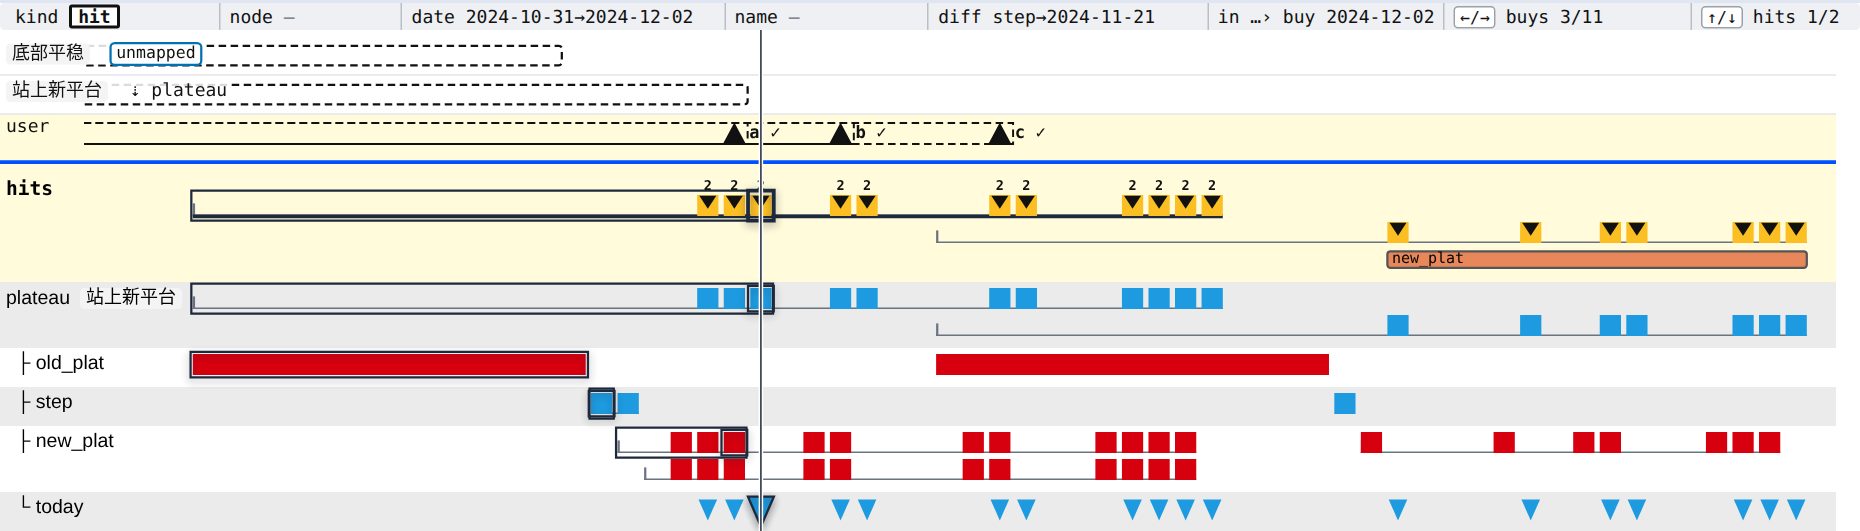 kind hit node — date 2024-10-31→2024-12-02 name — diff step→2024-11-21 in …› buy 2024-12-02 ←/→ buys 3/11 ↑/↓ hits 1/2
底部平稳 unmapped
站上新平台 ⇣ plateau
user a ✓ b ✓ c ✓
hits 2 2 2 2 2 2 2 2 2 2
new_plat
plateau 站上新平台
├ old_plat
├ step
├ new_plat
└ today